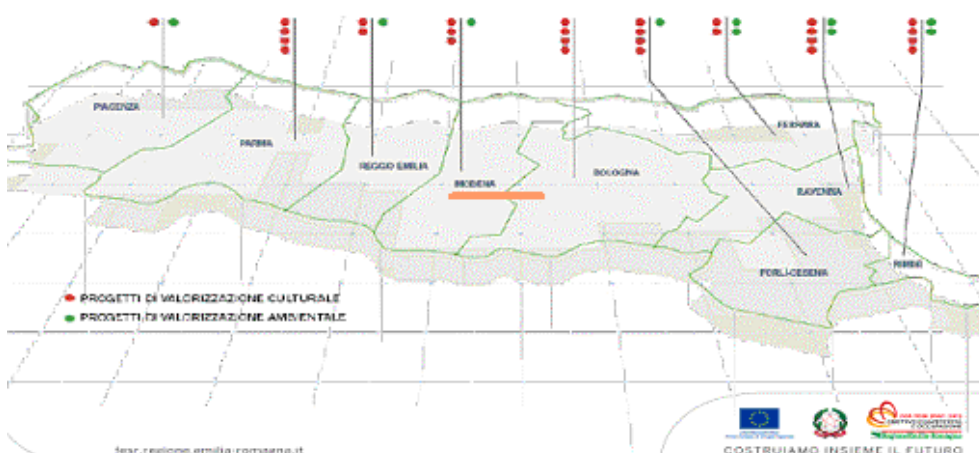 PIACENZA
PARMA
REGGIO EMILIA
MODENA
BOLOGNA
FERRARA
RAVENNA
FORLÌ-CESENA
RIMINI
PROGETTI DI VALORIZZAZIONE CULTURALE
PROGETTI DI VALORIZZAZIONE AMBIENTALE
fesr.regione.emilia-romagna.it
COSTRUIAMO INSIEME IL FUTURO